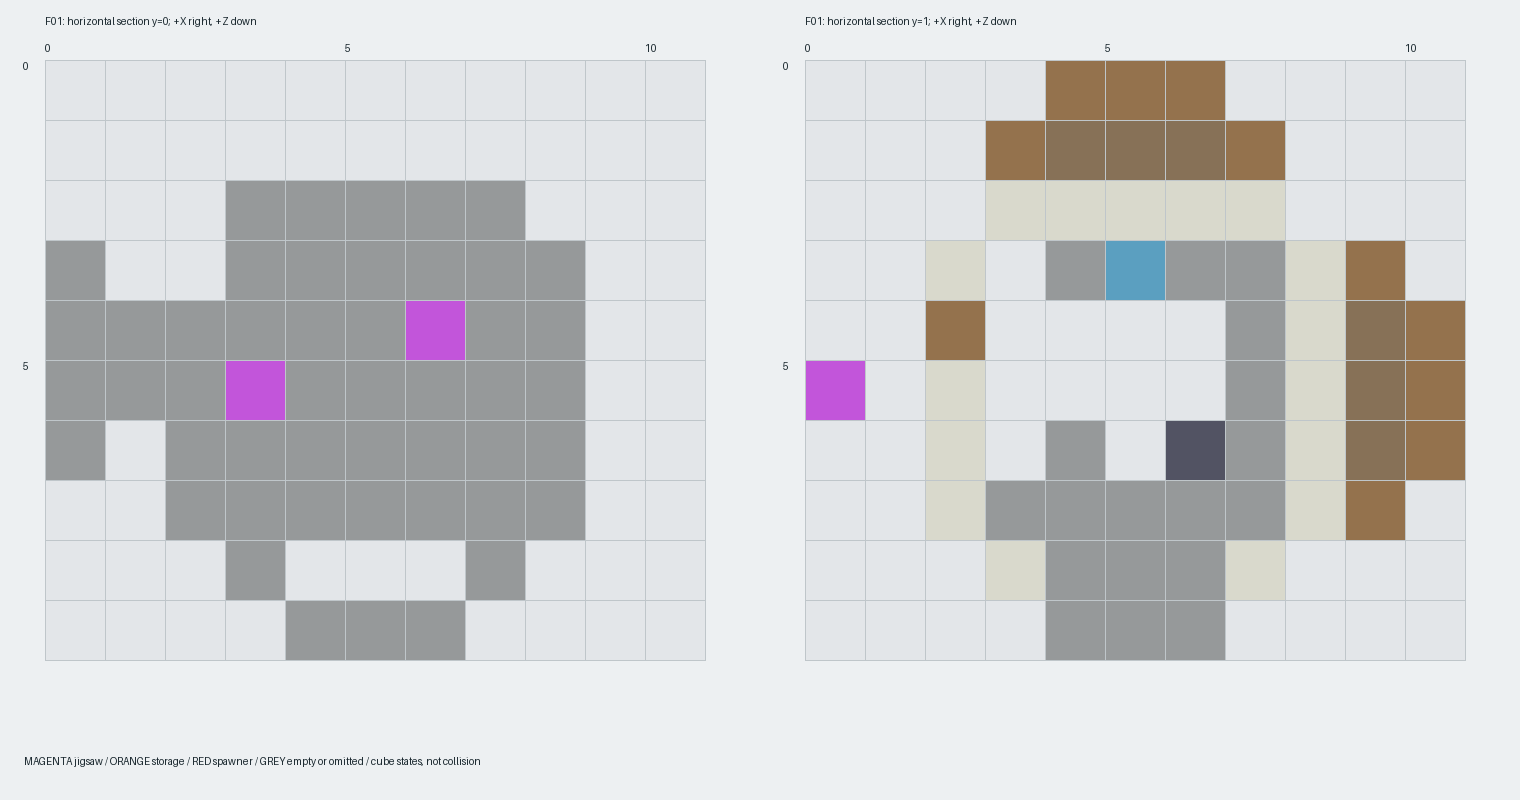 F01: horizontal section y=0; +X right, +Z down
F01: horizontal section y=1; +X right, +Z down
0 5 10
0 5 10
0
0
5
5
MAGENTA jigsaw / ORANGE storage / RED spawner / GREY empty or omitted / cube states, not collision